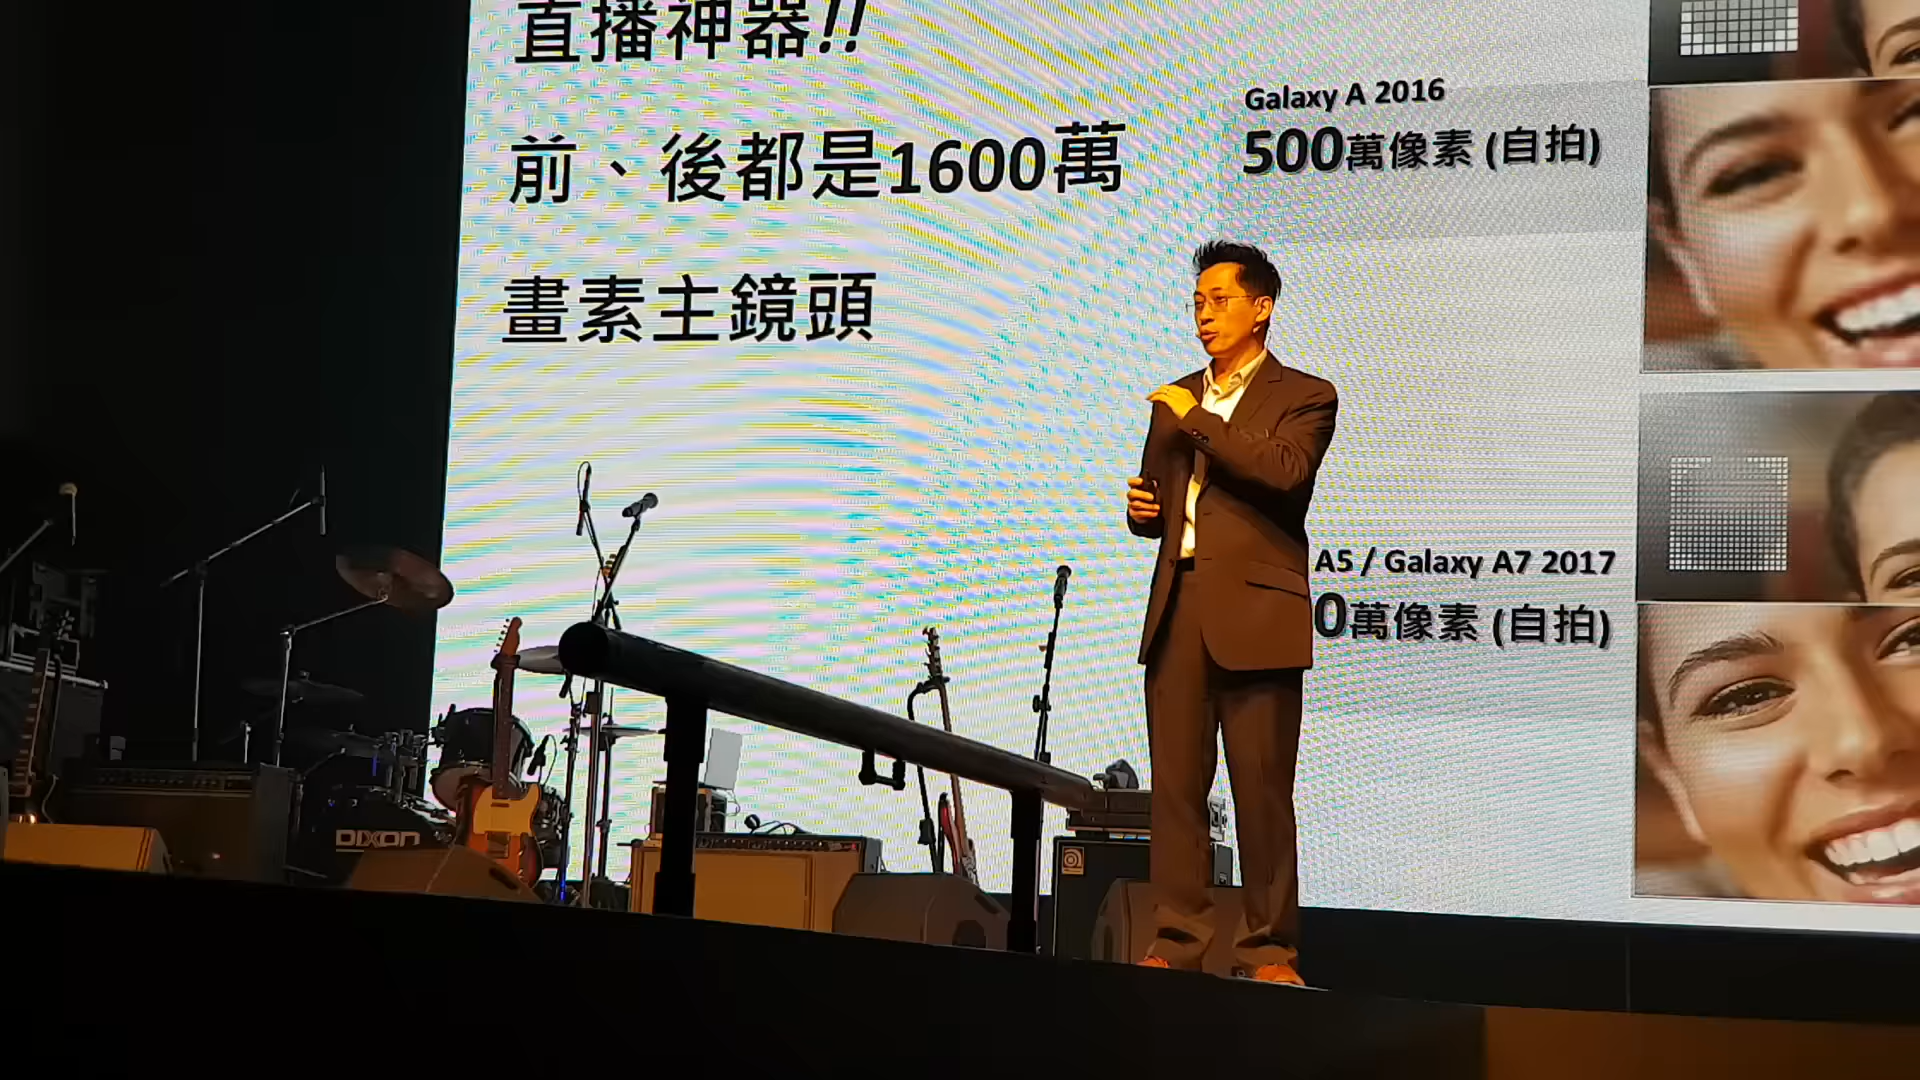 直播神器!!
前、後都是1600萬
畫素主鏡頭
Galaxy A 2016
500萬像素 (自拍)
A5 / Galaxy A7 2017
0萬像素 (自拍)
DIXON